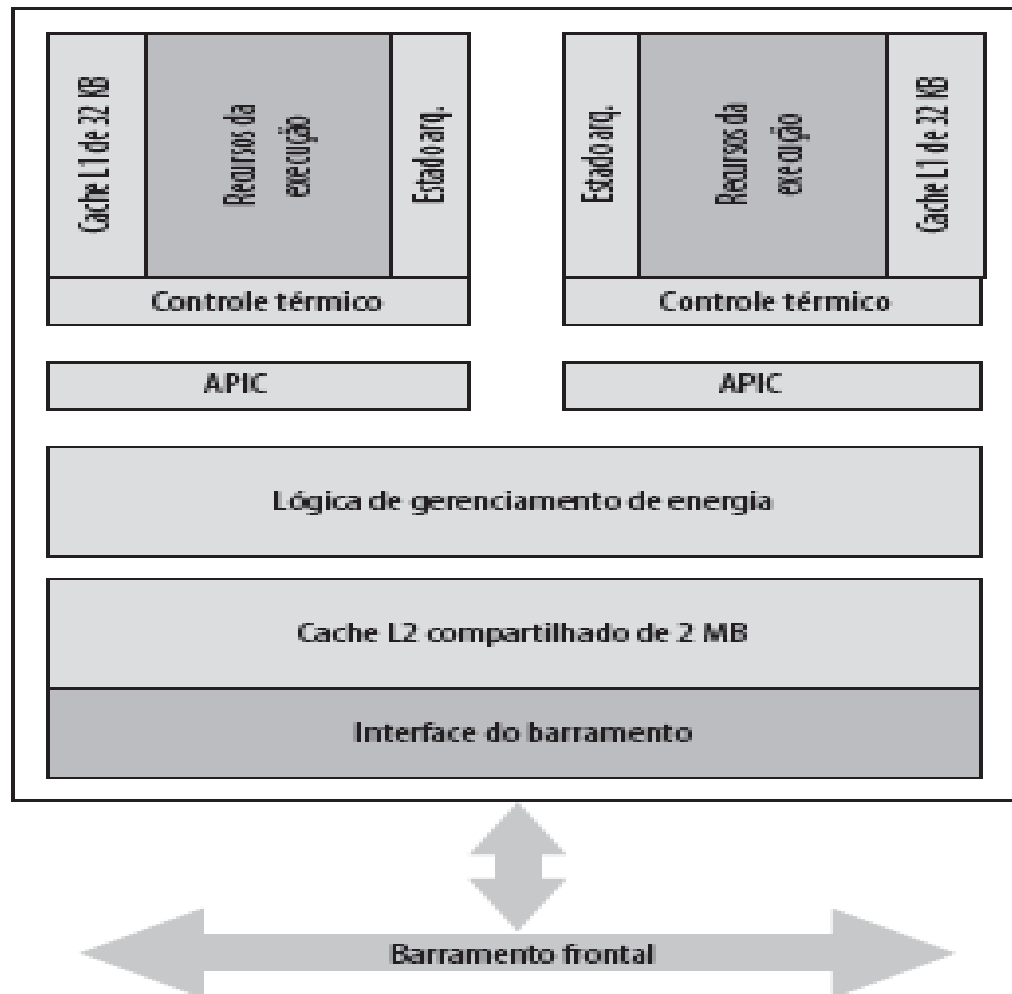 Cache L1 de 32 KB
Recursos da
execução
Estado arq.
Estado arq.
Recursos da
execução
Cache L1 de 32 KB
Controle térmico
Controle térmico
APIC
APIC
Lógica de gerenciamento de energia
Cache L2 compartilhado de 2 MB
Interface do barramento
Barramento frontal